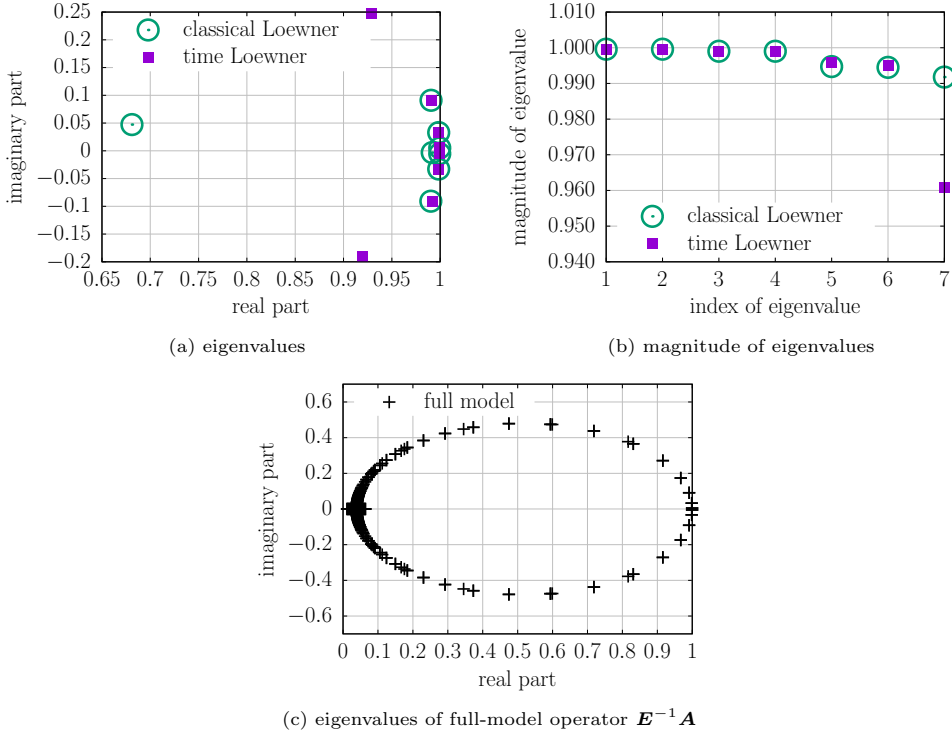 0.25
0.2
0.15
0.1
0.05
0
−0.05
−0.1
−0.15
−0.2
imaginary part
classical Loewner
time Loewner
0.65 0.7 0.75 0.8 0.85 0.9 0.95 1
real part
(a) eigenvalues
1.010
1.000
0.990
0.980
0.970
0.960
0.950
0.940
magnitude of eigenvalue
classical Loewner
time Loewner
1 2 3 4 5 6 7
index of eigenvalue
(b) magnitude of eigenvalues
0.6
0.4
0.2
0
−0.2
−0.4
−0.6
imaginary part
full model
0 0.1 0.2 0.3 0.4 0.5 0.6 0.7 0.8 0.9 1
real part
(c) eigenvalues of full-model operator E⁻¹A